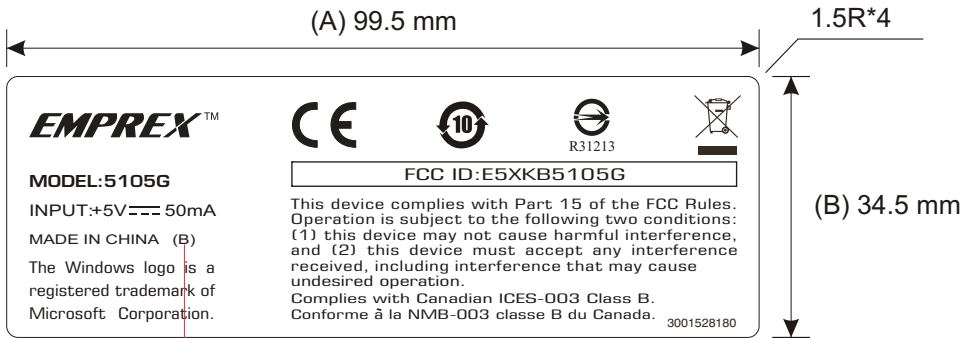 (A) 99.5 mm
1.5R*4
EMPREX™
CE
10
R31213
FCC ID:E5XKB5105G
MODEL:5105G
INPUT:+5V 50mA
MADE IN CHINA (B)
The Windows logo is a
registered trademark of
Microsoft Corporation.
This device complies with Part 15 of the FCC Rules.
Operation is subject to the following two conditions:
(1) this device may not cause harmful interference,
and (2) this device must accept any interference
received, including interference that may cause
undesired operation.
Complies with Canadian ICES-003 Class B.
Conforme à la NMB-003 classe B du Canada.
3001528180
(B) 34.5 mm